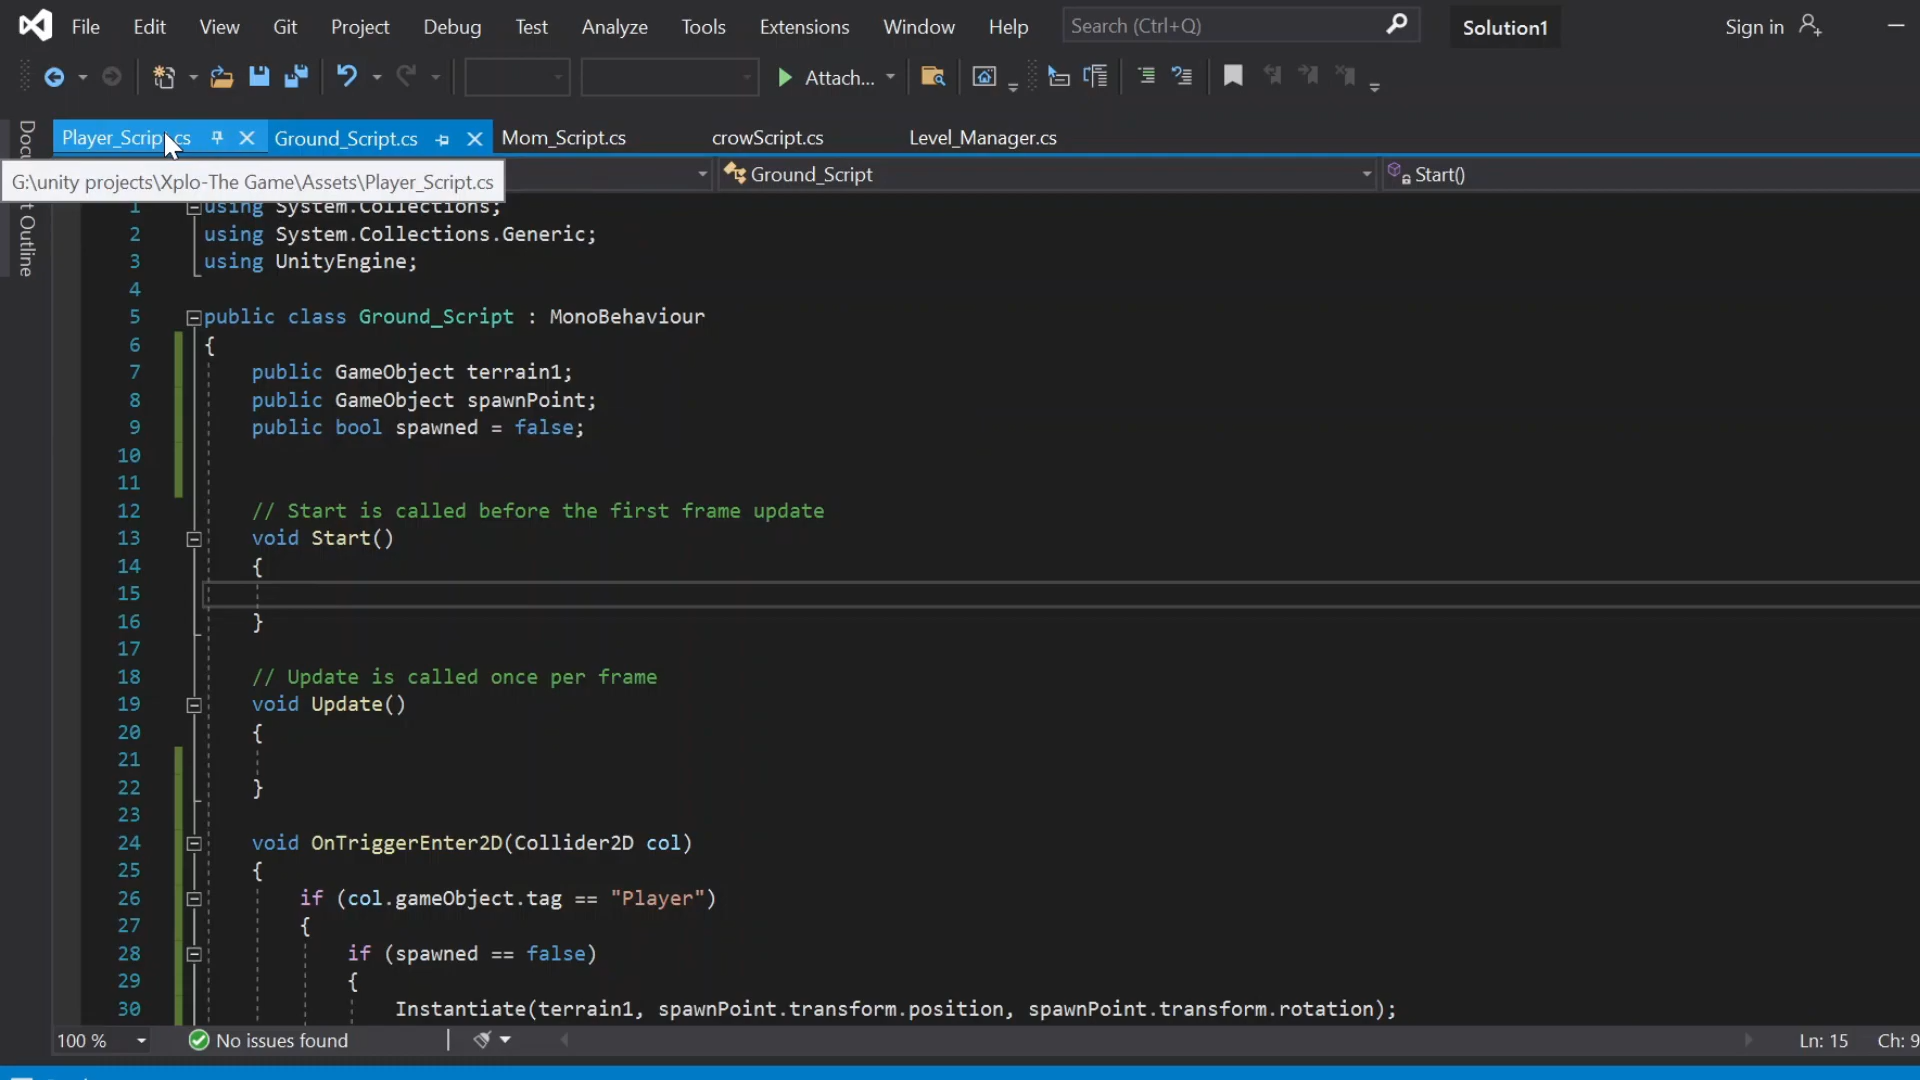 File Edit View Git Project Debug Test Analyze Tools Extensions Window Help Search (Ctrl+Q) Solution1 Sign in
Attach...
Player_Script.cs Ground_Script.cs Mom_Script.cs crowScript.cs Level_Manager.cs
G:\unity projects\Xplo-The Game\Assets\Player_Script.cs Ground_Script Start()
Outline
1 using System.Collections;
2 using System.Collections.Generic;
3 using UnityEngine;
4
5 public class Ground_Script : MonoBehaviour
6 {
7 public GameObject terrain1;
8 public GameObject spawnPoint;
9 public bool spawned = false;
10
11
12 // Start is called before the first frame update
13 void Start()
14 {
15
16 }
17
18 // Update is called once per frame
19 void Update()
20 {
21
22 }
23
24 void OnTriggerEnter2D(Collider2D col)
25 {
26 if (col.gameObject.tag == "Player")
27 {
28 if (spawned == false)
29 {
30 Instantiate(terrain1, spawnPoint.transform.position, spawnPoint.transform.rotation);
100 % No issues found Ln: 15 Ch: 9